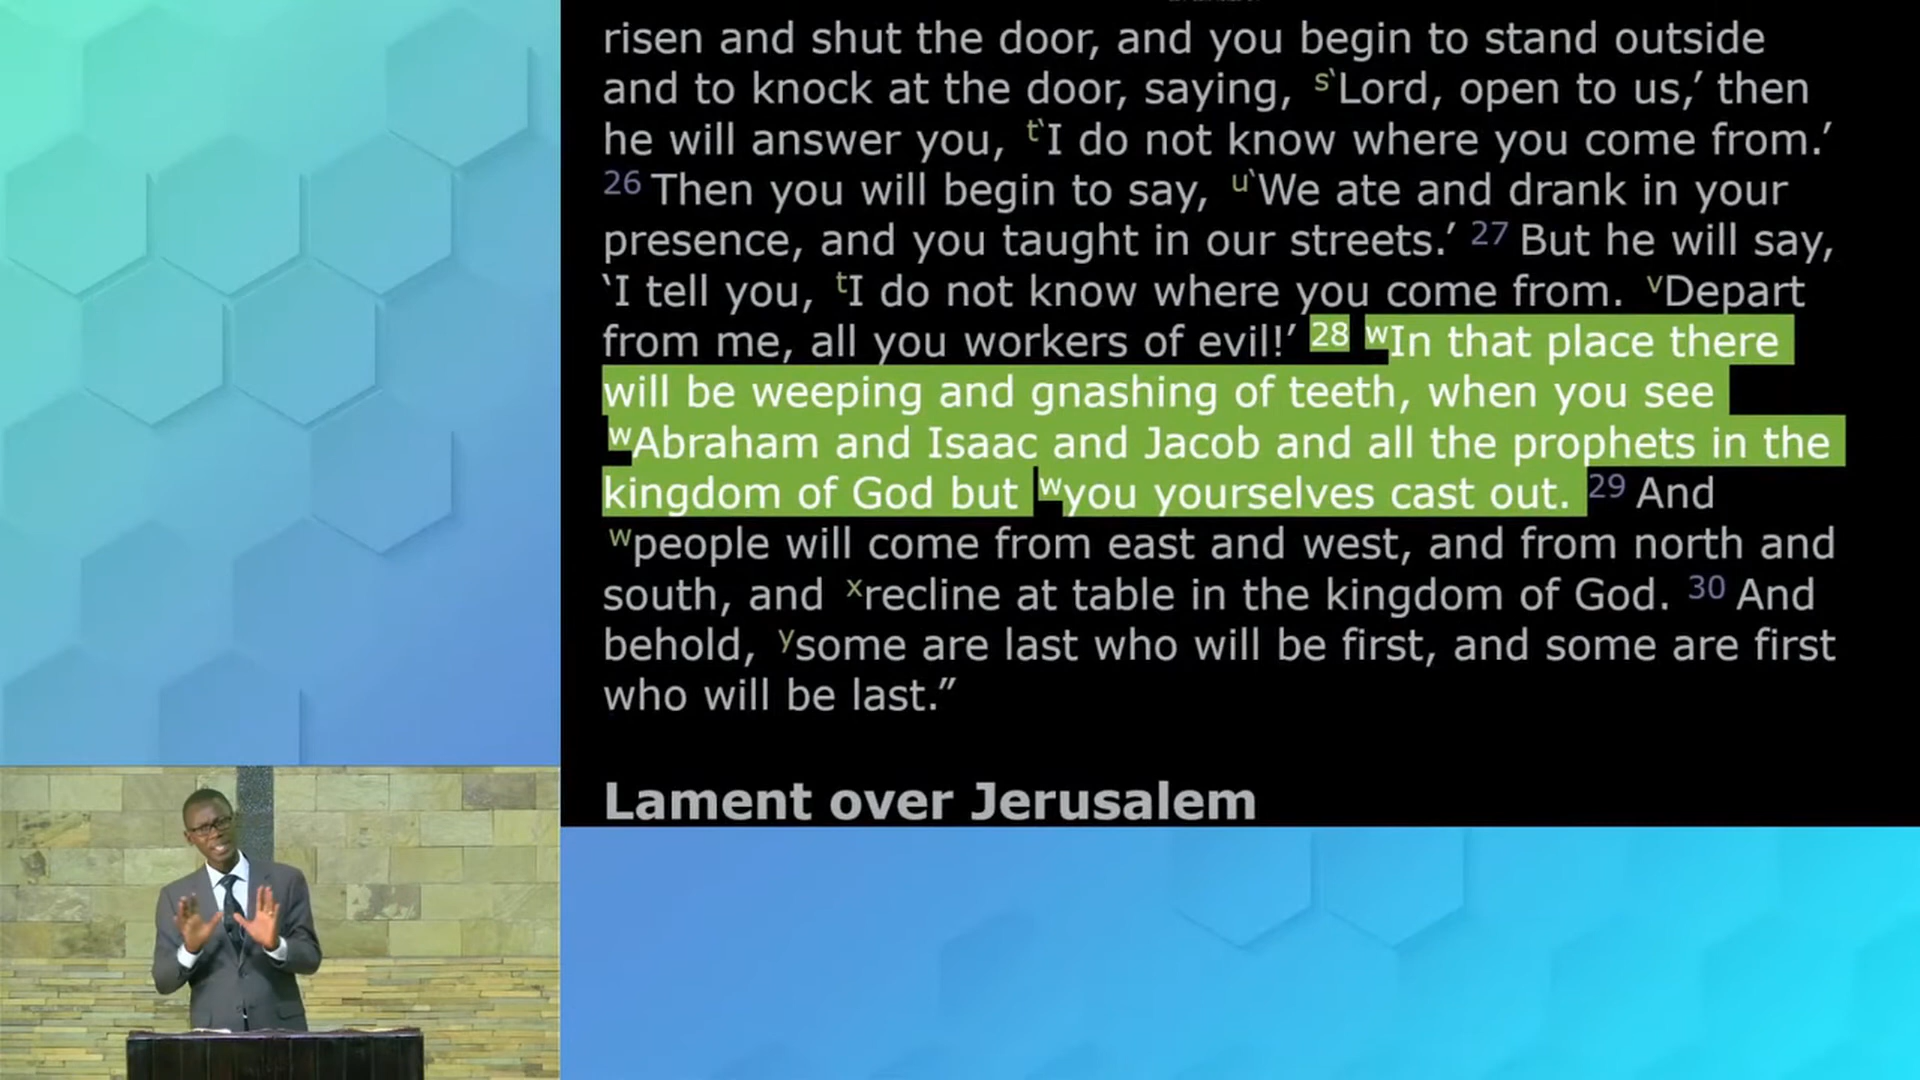 risen and shut the door, and you begin to stand outside
and to knock at the door, saying, s‘Lord, open to us,’ then
he will answer you, t‘I do not know where you come from.’
26 Then you will begin to say, u‘We ate and drank in your
presence, and you taught in our streets.’ 27 But he will say,
‘I tell you, tI do not know where you come from. vDepart
from me, all you workers of evil!’ 28 wIn that place there
will be weeping and gnashing of teeth, when you see
wAbraham and Isaac and Jacob and all the prophets in the
kingdom of God but wyou yourselves cast out. 29 And
wpeople will come from east and west, and from north and
south, and xrecline at table in the kingdom of God. 30 And
behold, ysome are last who will be first, and some are first
who will be last.”
Lament over Jerusalem